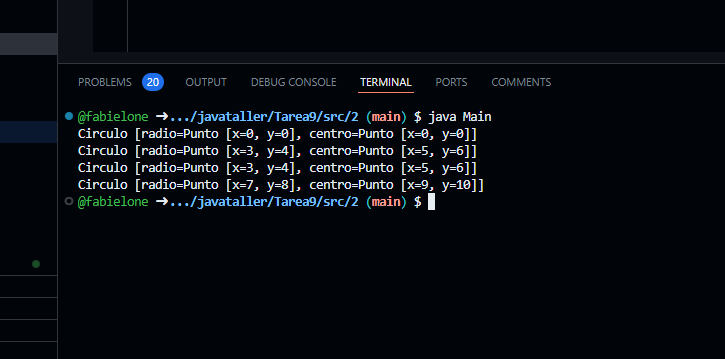 PROBLEMS 20 OUTPUT DEBUG CONSOLE TERMINAL PORTS COMMENTS
@fabielone ➜.../javataller/Tarea9/src/2 (main) $ java Main
Circulo [radio=Punto [x=0, y=0], centro=Punto [x=0, y=0]]
Circulo [radio=Punto [x=3, y=4], centro=Punto [x=5, y=6]]
Circulo [radio=Punto [x=3, y=4], centro=Punto [x=5, y=6]]
Circulo [radio=Punto [x=7, y=8], centro=Punto [x=9, y=10]]
@fabielone ➜.../javataller/Tarea9/src/2 (main) $